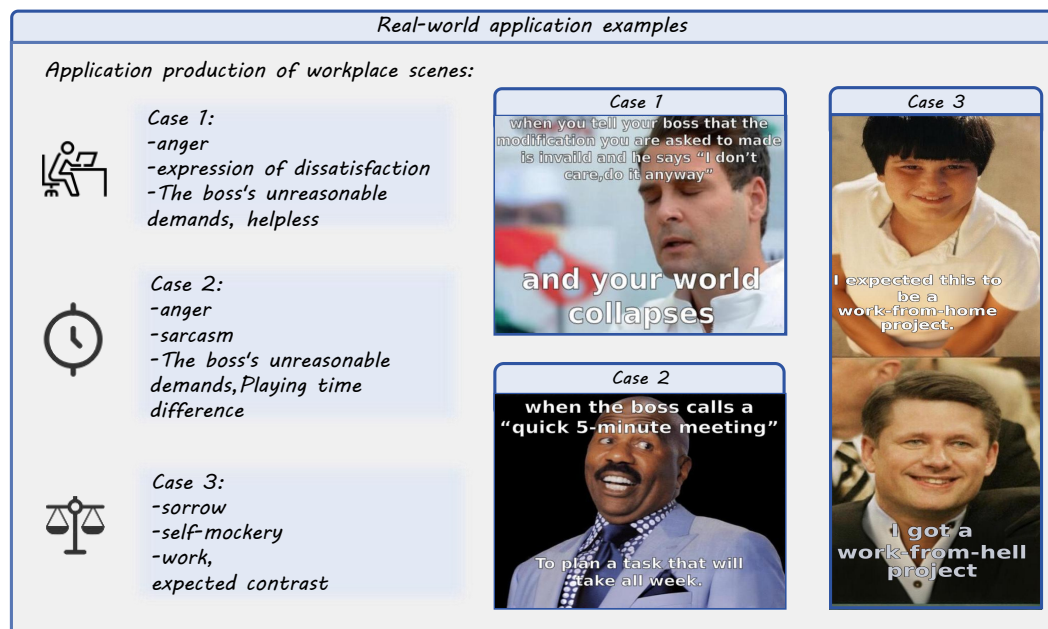 Real-world application examples
Application production of workplace scenes:
Case 1:
-anger
-expression of dissatisfaction
-The boss's unreasonable
demands, helpless
Case 2:
-anger
-sarcasm
-The boss's unreasonable
demands,Playing time
difference
Case 3:
-sorrow
-self-mockery
-work,
expected contrast
Case 1
when you tell your boss that the
modification you are asked to made
is invaild and he says “I don’t
care,do it anyway”
and your world
collapses
Case 2
when the boss calls a
“quick 5-minute meeting”
To plan a task that will
take all week.
Case 3
I expected this to
be a
work-from-home
project.
I got a
work-from-hell
project